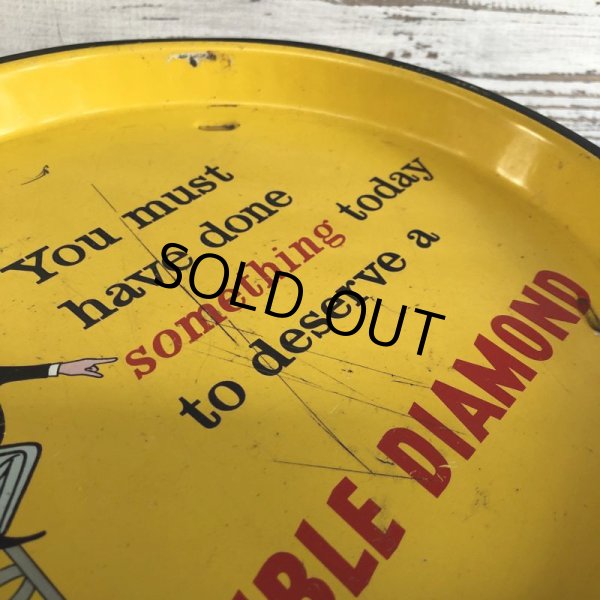 You must
have done
something today
to deserve a
BLE DIAMOND
SOLD OUT